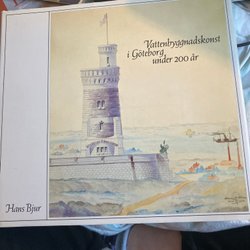 Vattenbyggnadskonst
i Göteborg
under 200 år
Hans Bjur